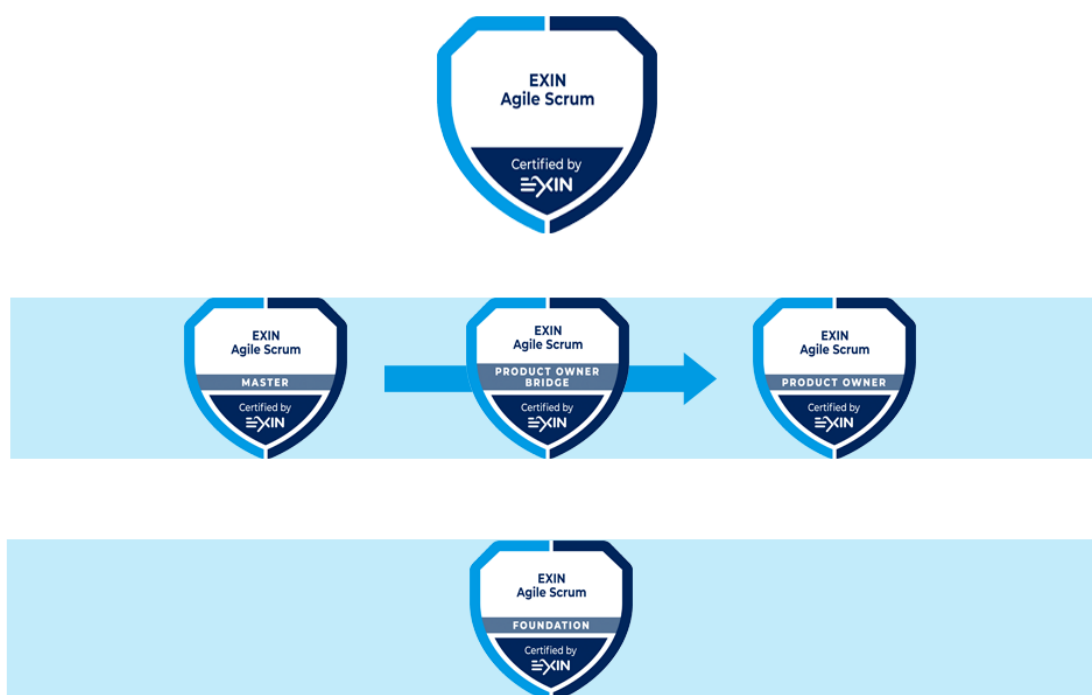 EXIN
Agile Scrum
Certified by
EXIN
EXIN
Agile Scrum
MASTER
Certified by
EXIN
EXIN
Agile Scrum
PRODUCT OWNER
BRIDGE
Certified by
EXIN
EXIN
Agile Scrum
PRODUCT OWNER
Certified by
EXIN
EXIN
Agile Scrum
FOUNDATION
Certified by
EXIN